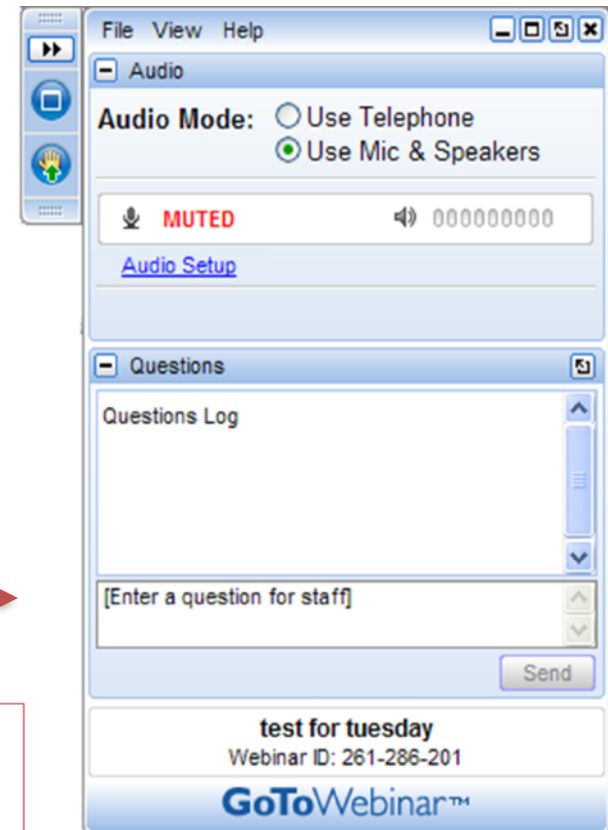 File View Help
Audio
Audio Mode: Use Telephone
Use Mic & Speakers
MUTED 000000000
Audio Setup
Questions
Questions Log
[Enter a question for staff]
Send
test for tuesday
Webinar ID: 261-286-201
GoToWebinar™